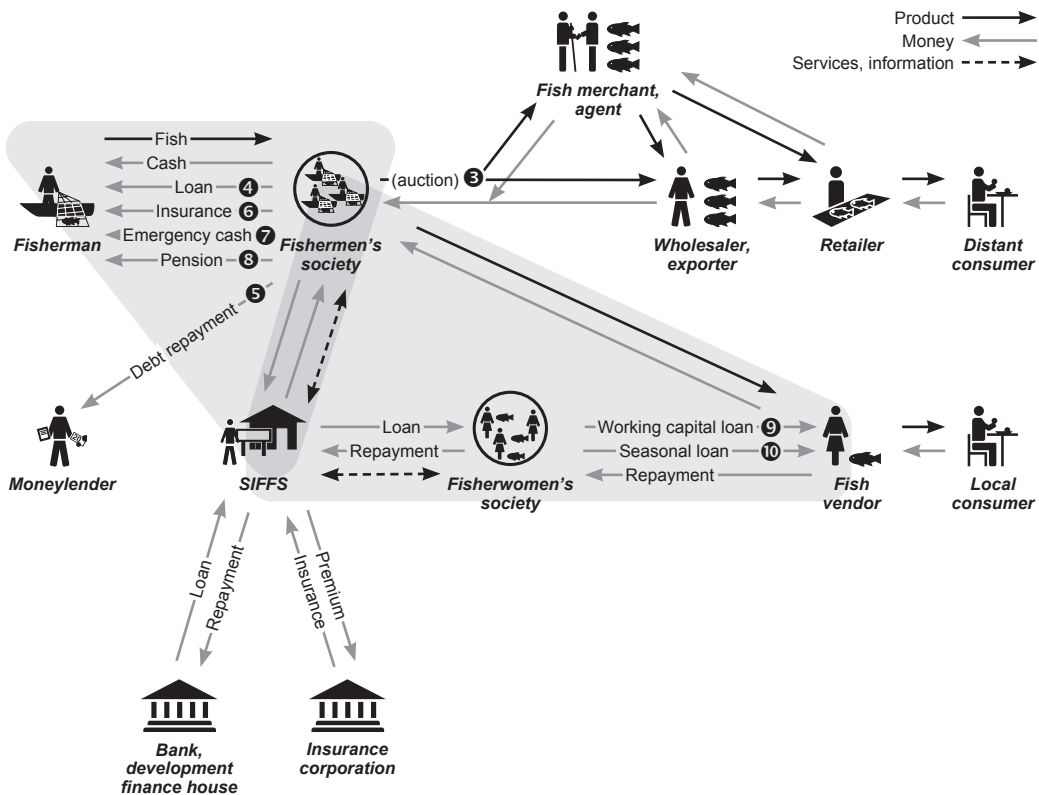 Product
Money
Services, information
Fish merchant,
agent
Fish
Cash
Loan 4
Insurance 6
Emergency cash 7
Pension 8
Fisherman
Fishermen's
society
(auction) 3
Wholesaler,
exporter
Retailer
Distant
consumer
5
Debt repayment
Moneylender
SIFFS
Loan
Repayment
Fisherwomen's
society
Working capital loan 9
Seasonal loan 10
Repayment
Fish
vendor
Local
consumer
Loan
Repayment
Insurance
Premium
Bank,
development
finance house
Insurance
corporation